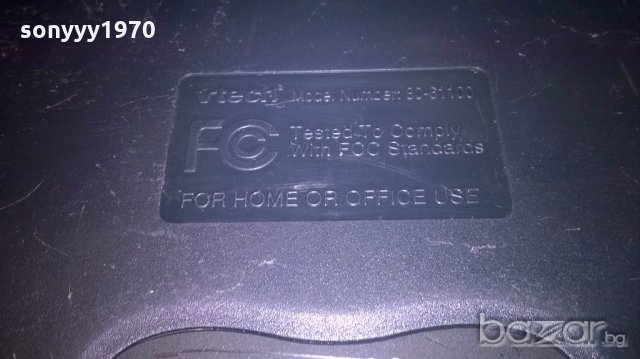 sonyyy1970
vtech Model Number: 80-61100
FC Tested To Comply
With FCC Standards
FOR HOME OR OFFICE USE
bazar.bg